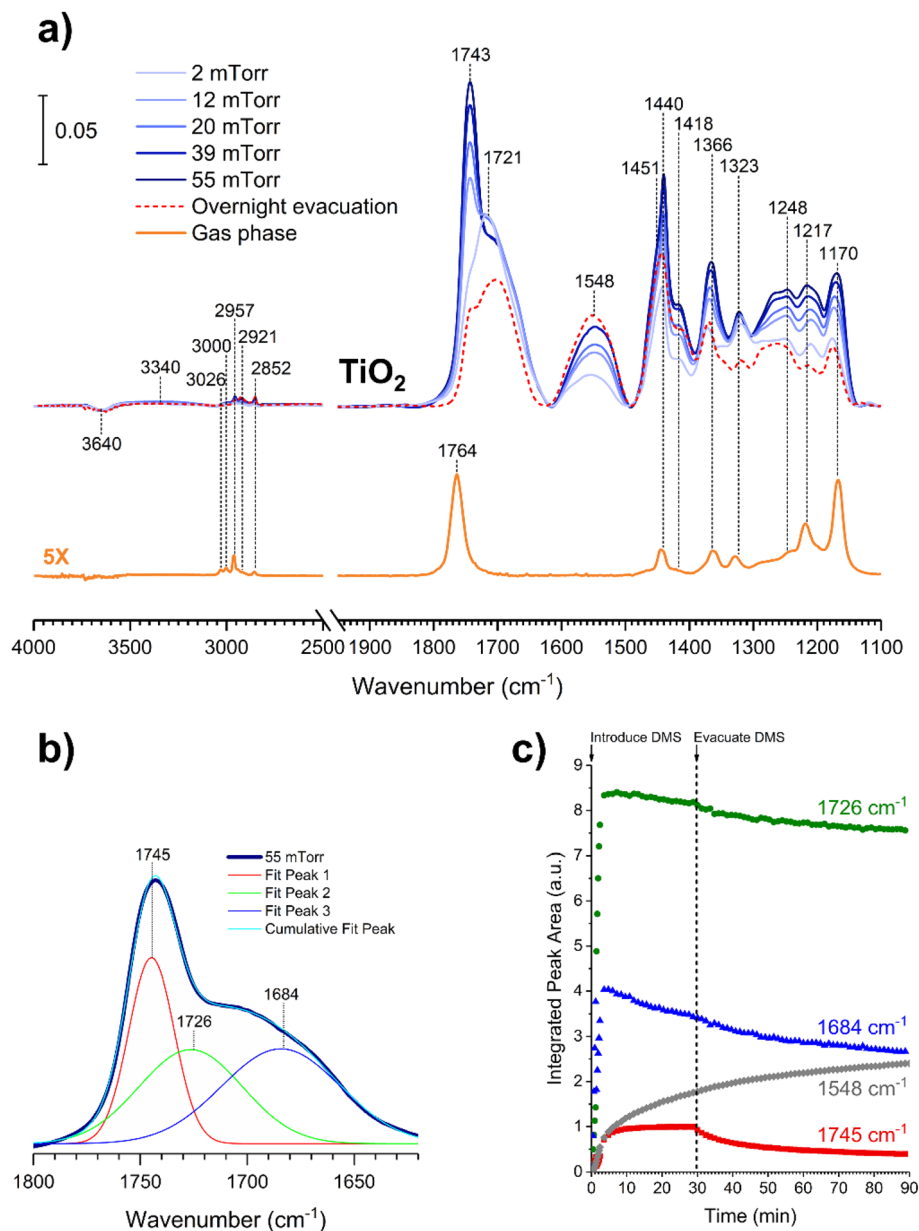 a)
2 mTorr
12 mTorr
20 mTorr
39 mTorr
55 mTorr
Overnight evacuation
Gas phase
0.05
1743
1721
1548
1451
1440
1418
1366
1323
1248
1217
1170
2957
3000
2921
3026
2852
3340
3640
TiO₂
1764
5X
4000
3500
3000
2500
1900
1800
1700
1600
1500
1400
1300
1200
1100
Wavenumber (cm⁻¹)
b)
1745
1726
1684
55 mTorr
Fit Peak 1
Fit Peak 2
Fit Peak 3
Cumulative Fit Peak
1800
1750
1700
1650
Wavenumber (cm⁻¹)
c)
Introduce DMS
Evacuate DMS
Integrated Peak Area (a.u.)
9
8
7
6
5
4
3
2
1
0
1726 cm⁻¹
1684 cm⁻¹
1548 cm⁻¹
1745 cm⁻¹
0
10
20
30
40
50
60
70
80
90
Time (min)